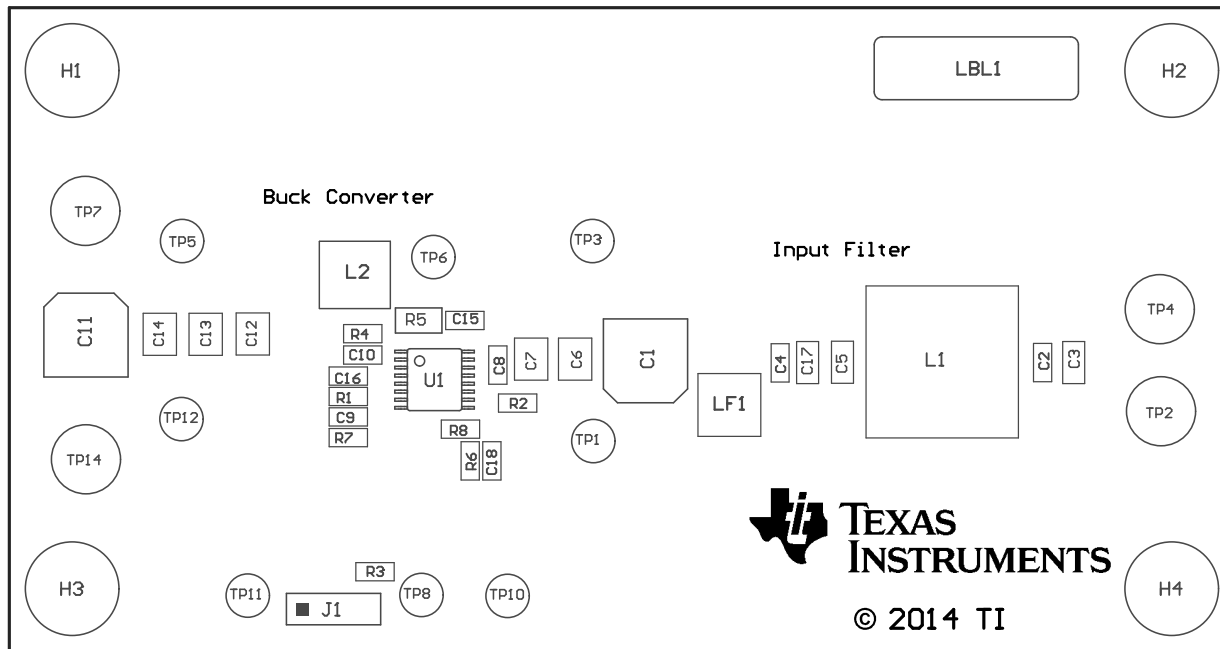 H1
LBL1
H2
Buck Converter
TP7
TP5
TP6
TP3
Input Filter
L2
TP4
C11
C14
C13
C12
R5
C15
R4
C10
C16
R1
C9
R7
U1
C8
C7
C6
R2
R8
R6
C18
C1
LF1
C4
C17
C5
L1
C2
C3
TP2
TP12
TP1
TP14
TEXAS
INSTRUMENTS
H3
TP11
R3
J1
TP8
TP10
H4
© 2014 TI